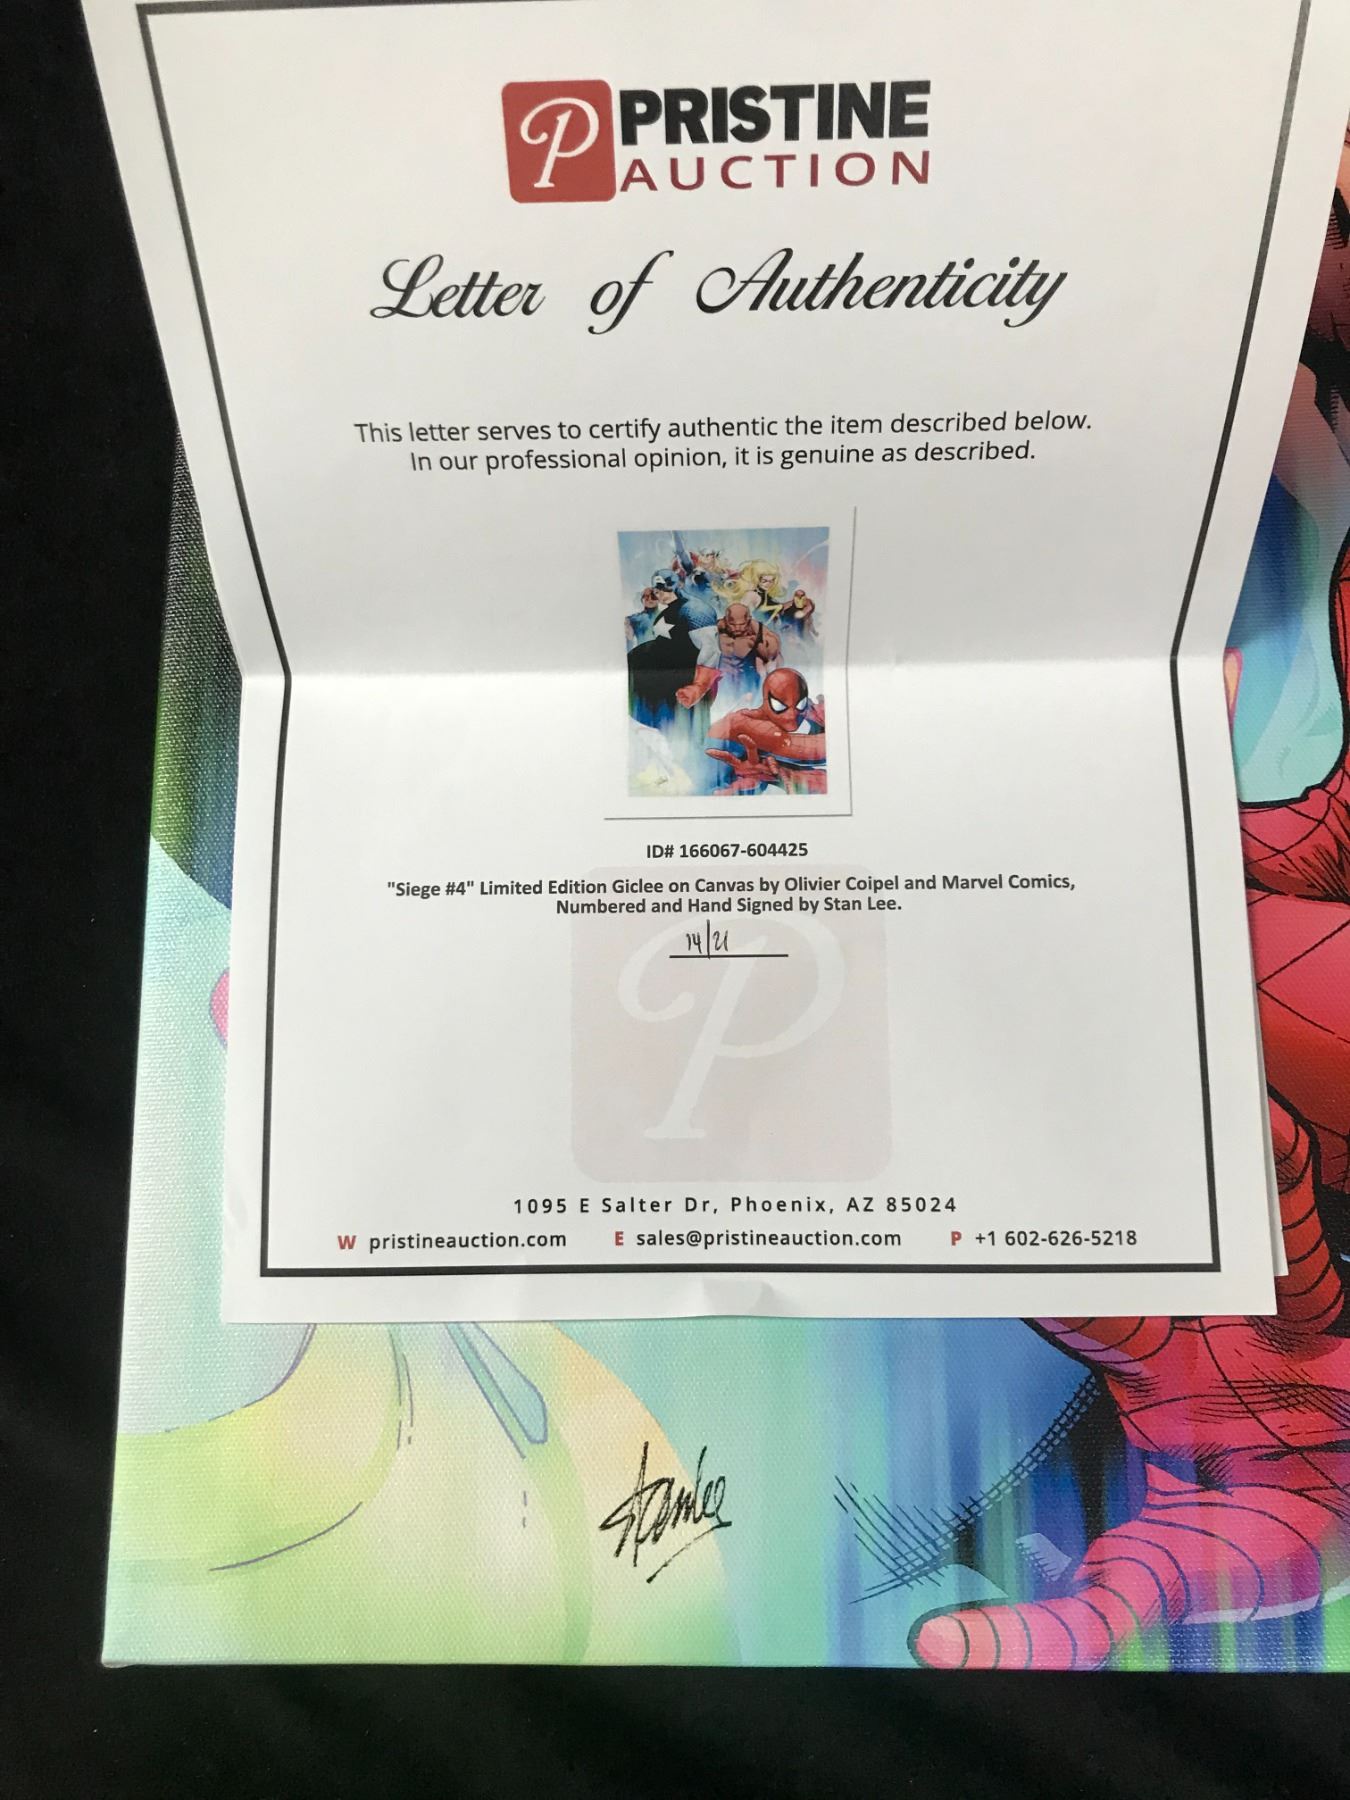 P PRISTINE
AUCTION
Letter of Authenticity
This letter serves to certify authentic the item described below.
In our professional opinion, it is genuine as described.
ID# 166067-604425
"Siege #4" Limited Edition Giclee on Canvas by Olivier Coipel and Marvel Comics,
Numbered and Hand Signed by Stan Lee.
14/21
P
1095 E Salter Dr, Phoenix, AZ 85024
W pristineauction.com E sales@pristineauction.com P +1 602-626-5218
Stan Lee